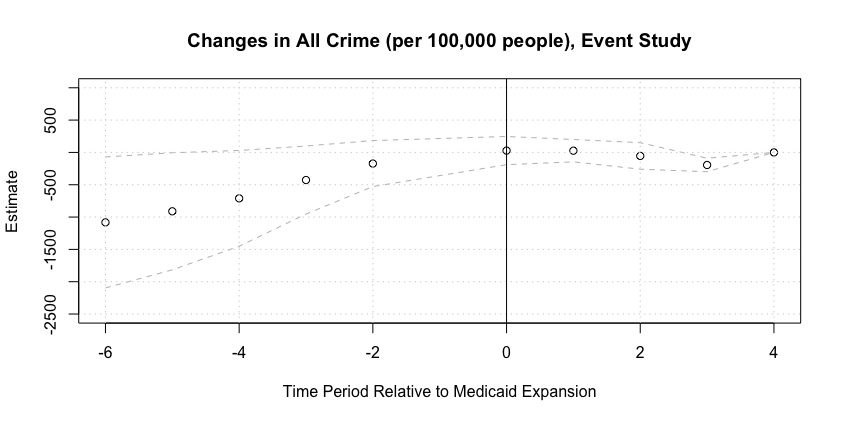 Changes in All Crime (per 100,000 people), Event Study
Estimate
500
-500
-1500
-2500
-6 -4 -2 0 2 4
Time Period Relative to Medicaid Expansion